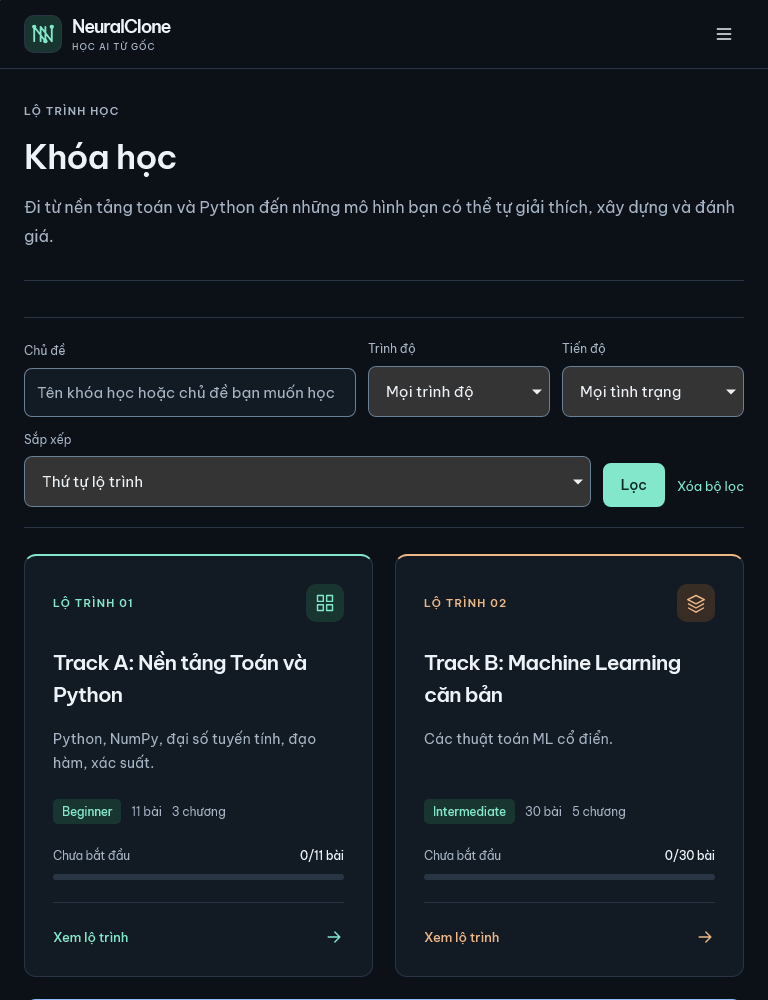 NeuralClone
HỌC AI TỪ GỐC
LỘ TRÌNH HỌC
Khóa học
Đi từ nền tảng toán và Python đến những mô hình bạn có thể tự giải thích, xây dựng và đánh
giá.
Chủ đề
Trình độ
Tiến độ
Tên khóa học hoặc chủ đề bạn muốn học
Mọi trình độ
Mọi tình trạng
Sắp xếp
Thứ tự lộ trình
Lọc
Xóa bộ lọc
LỘ TRÌNH 01
Track A: Nền tảng Toán và
Python
Python, NumPy, đại số tuyến tính, đạo
hàm, xác suất.
Beginner 11 bài 3 chương
Chưa bắt đầu 0/11 bài
Xem lộ trình
LỘ TRÌNH 02
Track B: Machine Learning
căn bản
Các thuật toán ML cổ điển.
Intermediate 30 bài 5 chương
Chưa bắt đầu 0/30 bài
Xem lộ trình